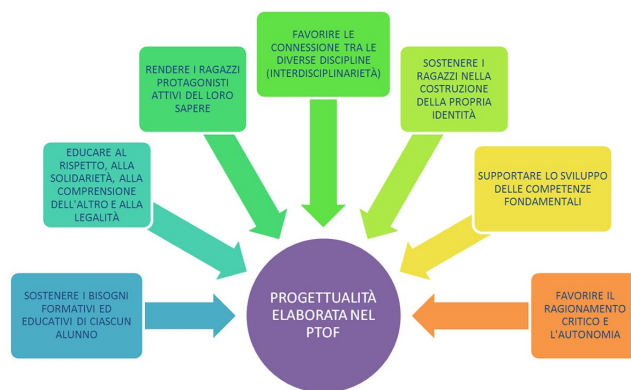 SOSTENERE I BISOGNI
FORMATIVI ED
EDUCATIVI DI CIASCUN
ALUNNO
EDUCARE AL
RISPETTO, ALLA
SOLIDARIETÀ, ALLA
COMPRENSIONE
DELL'ALTRO E ALLA
LEGALITÀ
RENDERE I RAGAZZI
PROTAGONISTI
ATTIVI DEL LORO
SAPERE
FAVORIRE LE
CONNESSIONE TRA LE
DIVERSE DISCIPLINE
(INTERDISCIPLINARIETÀ)
SOSTENERE I
RAGAZZI NELLA
COSTRUZIONE
DELLA PROPRIA
IDENTITÀ
SUPPORTARE LO SVILUPPO
DELLE COMPETENZE
FONDAMENTALI
FAVORIRE IL
RAGIONAMENTO
CRITICO E
L'AUTONOMIA
PROGETTUALITÀ
ELABORATA NEL
PTOF